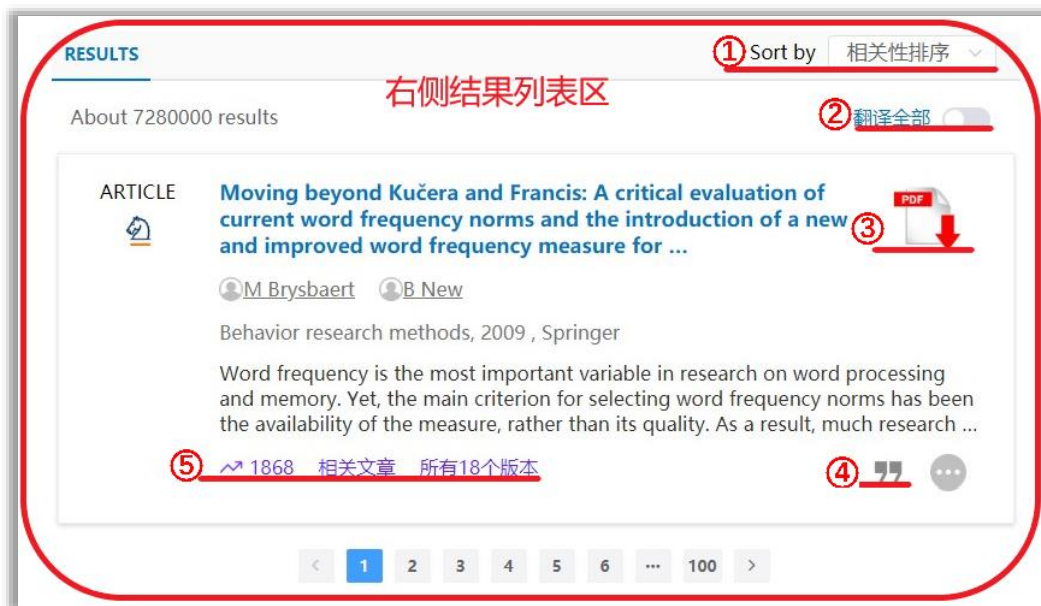 RESULTS
① Sort by 相关性排序
右侧结果列表区
About 7280000 results
② 翻译全部
ARTICLE
Moving beyond Kučera and Francis: A critical evaluation of
current word frequency norms and the introduction of a new
and improved word frequency measure for ...
PDF
③
M Brysbaert B New
Behavior research methods, 2009 , Springer
Word frequency is the most important variable in research on word processing
and memory. Yet, the main criterion for selecting word frequency norms has been
the availability of the measure, rather than its quality. As a result, much research ...
⑤ 1868 相关文章 所有18个版本
④
< 1 2 3 4 5 6 ··· 100 >